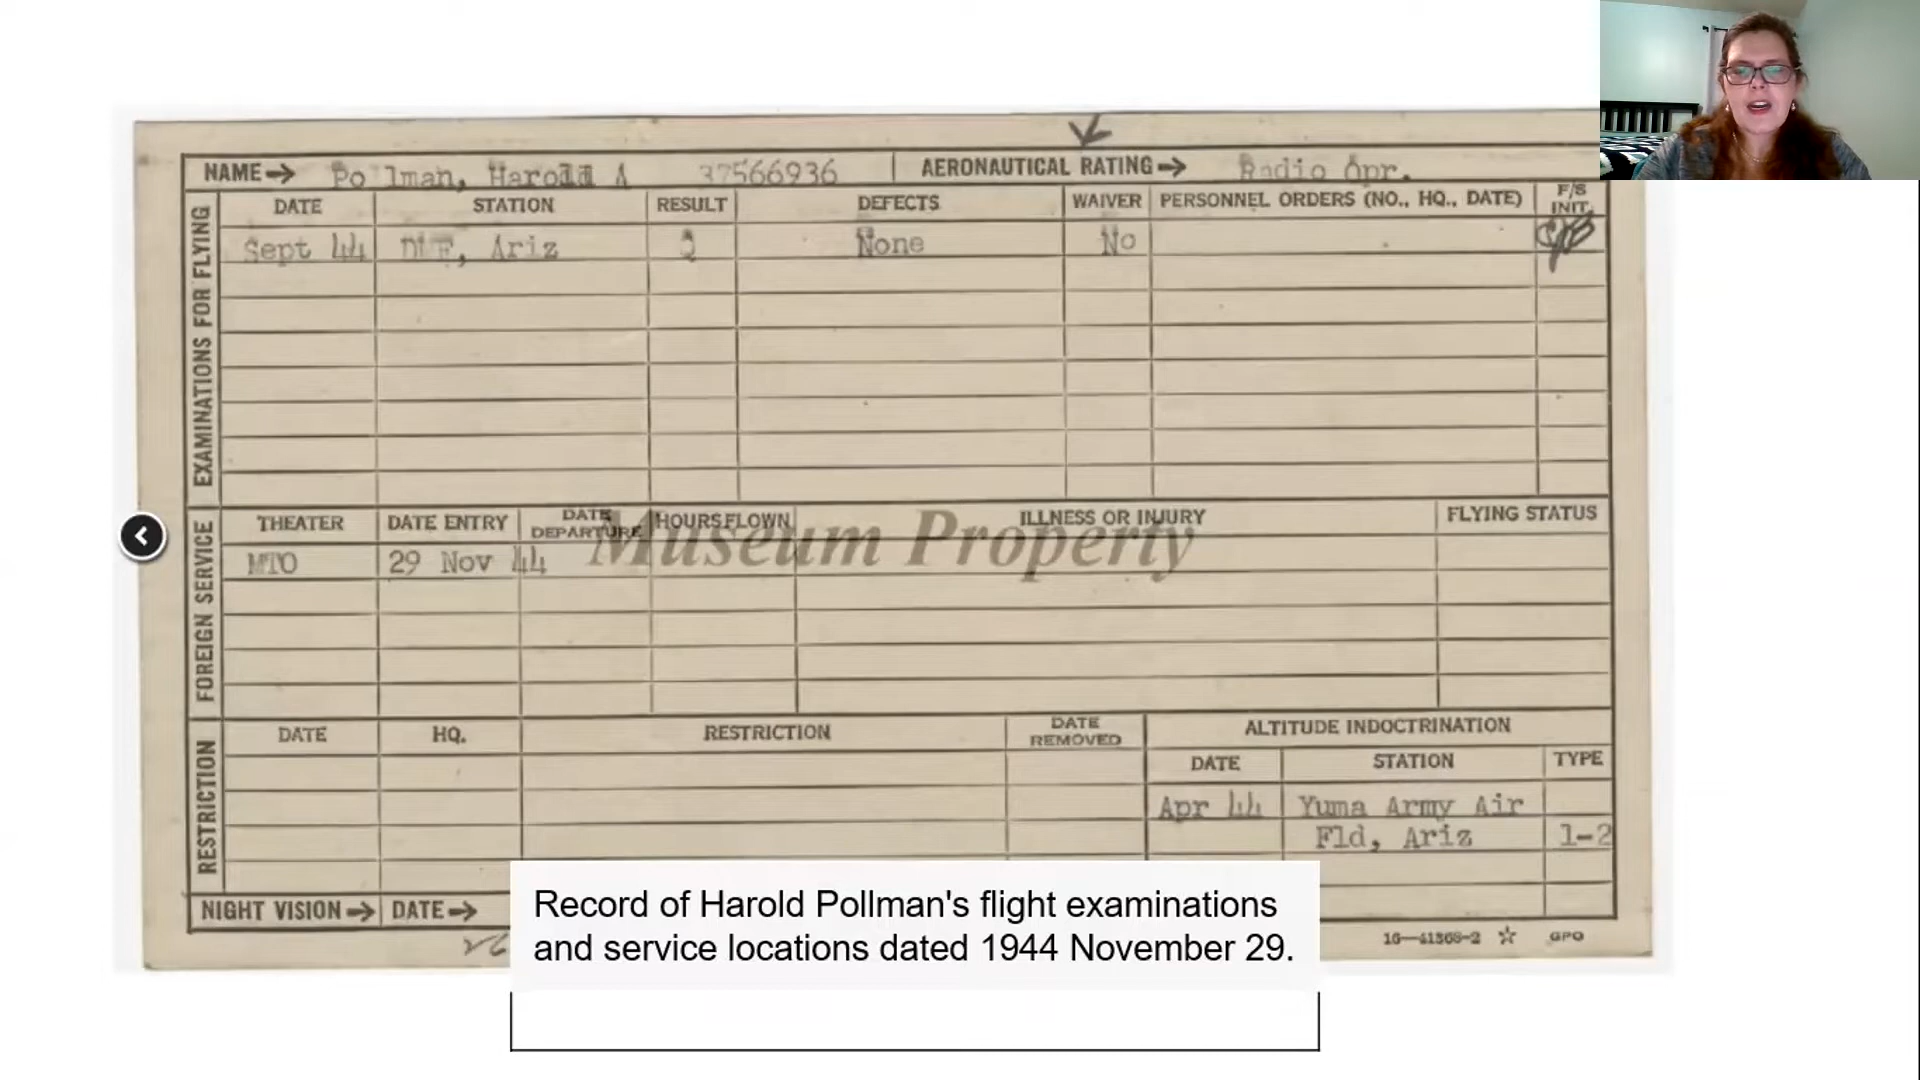 NAME→ Pollman, Harold A 37566936 AERONAUTICAL RATING→ Radio Opr.
EXAMINATIONS FOR FLYING
DATE STATION RESULT DEFECTS WAIVER PERSONNEL ORDERS (NO., HQ., DATE) F/S INIT.
Sept 44 Ariz Q None No
FOREIGN SERVICE
THEATER DATE ENTRY DATE DEPARTURE HOURS FLOWN ILLNESS OR INJURY FLYING STATUS
MTO 29 Nov 44
Museum Property
RESTRICTION
DATE HQ. RESTRICTION DATE REMOVED ALTITUDE INDOCTRINATION
DATE STATION TYPE
Apr 44 Yuma Army Air
Fld, Ariz 1-2
NIGHT VISION→ DATE→
Record of Harold Pollman's flight examinations
and service locations dated 1944 November 29.
16—41368-2 ☆ GPO